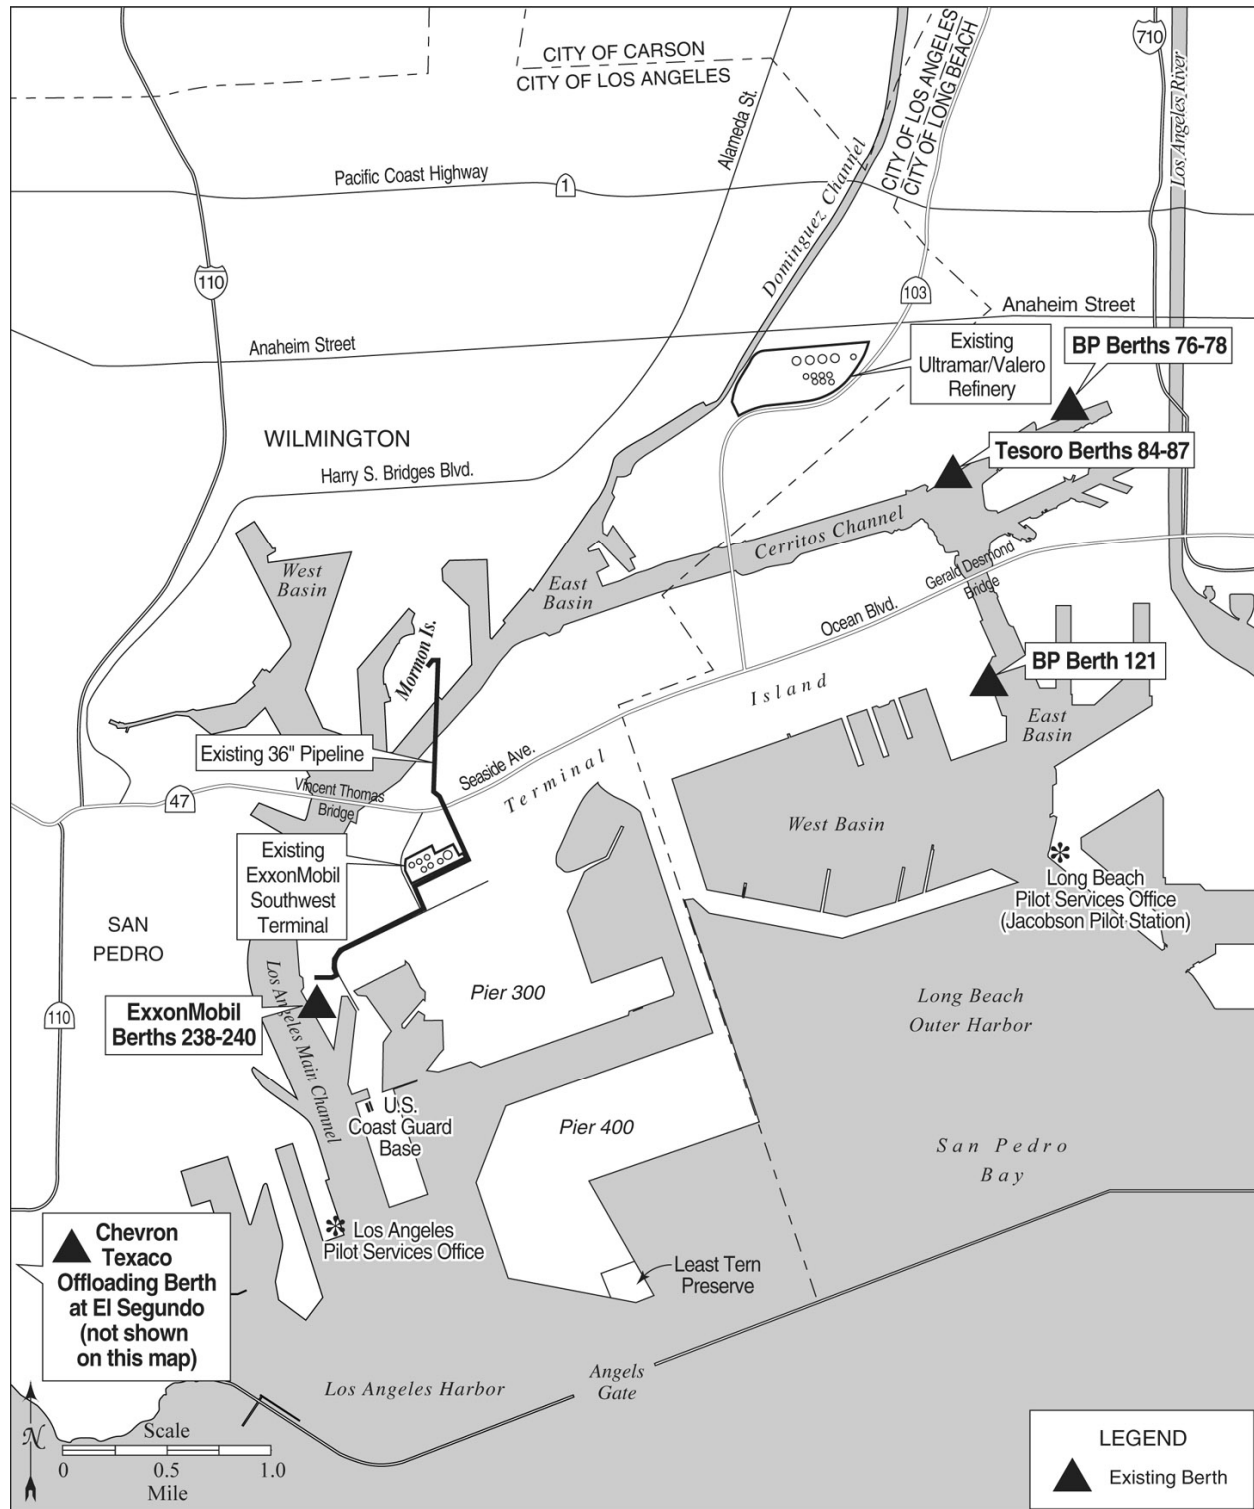 CITY OF CARSON
CITY OF LOS ANGELES
CITY OF LOS ANGELES
CITY OF LONG BEACH
710
Los Angeles River
Alameda St.
Dominguez Channel
Pacific Coast Highway
1
110
103
Anaheim Street
Anaheim Street
Existing
Ultramar/Valero
Refinery
BP Berths 76-78
WILMINGTON
Harry S. Bridges Blvd.
Tesoro Berths 84-87
Cerritos Channel
West
Basin
East
Basin
Gerald Desmond
Bridge
Ocean Blvd.
Mormon Is.
BP Berth 121
Island
East
Basin
Existing 36" Pipeline
Seaside Ave.
Terminal
Vincent Thomas
Bridge
47
West Basin
Existing
ExxonMobil
Southwest
Terminal
Long Beach
Pilot Services Office
(Jacobson Pilot Station)
SAN
PEDRO
Los Angeles Main Channel
Pier 300
Long Beach
Outer Harbor
ExxonMobil
Berths 238-240
110
U.S.
Coast Guard
Base
Pier 400
San Pedro
Bay
Los Angeles
Pilot Services Office
Chevron
Texaco
Offloading Berth
at El Segundo
(not shown
on this map)
Least Tern
Preserve
Angels
Gate
Los Angeles Harbor
N
Scale
0 0.5 1.0
Mile
LEGEND
Existing Berth